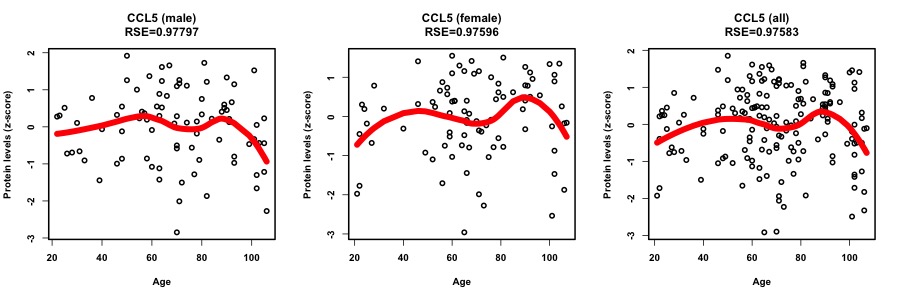 CCL5 (male)
RSE=0.97797
Protein levels (z-score)
2
1
0
-1
-2
-3
20
40
60
80
100
Age
CCL5 (female)
RSE=0.97596
Protein levels (z-score)
1
0
-1
-2
-3
20
40
60
80
100
Age
CCL5 (all)
RSE=0.97583
Protein levels (z-score)
2
1
0
-1
-2
-3
20
40
60
80
100
Age